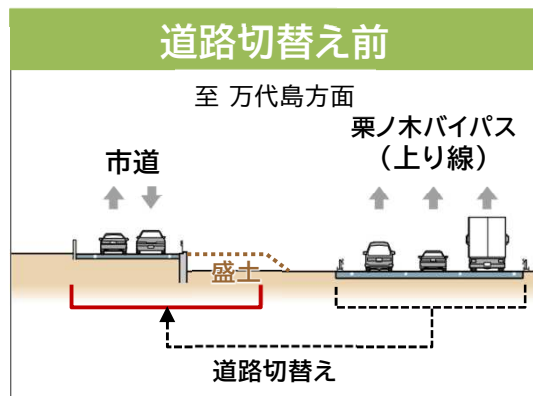 道路切替え前
至 万代島方面
栗ノ木バイパス
（上り線）
市道
盛土
道路切替え